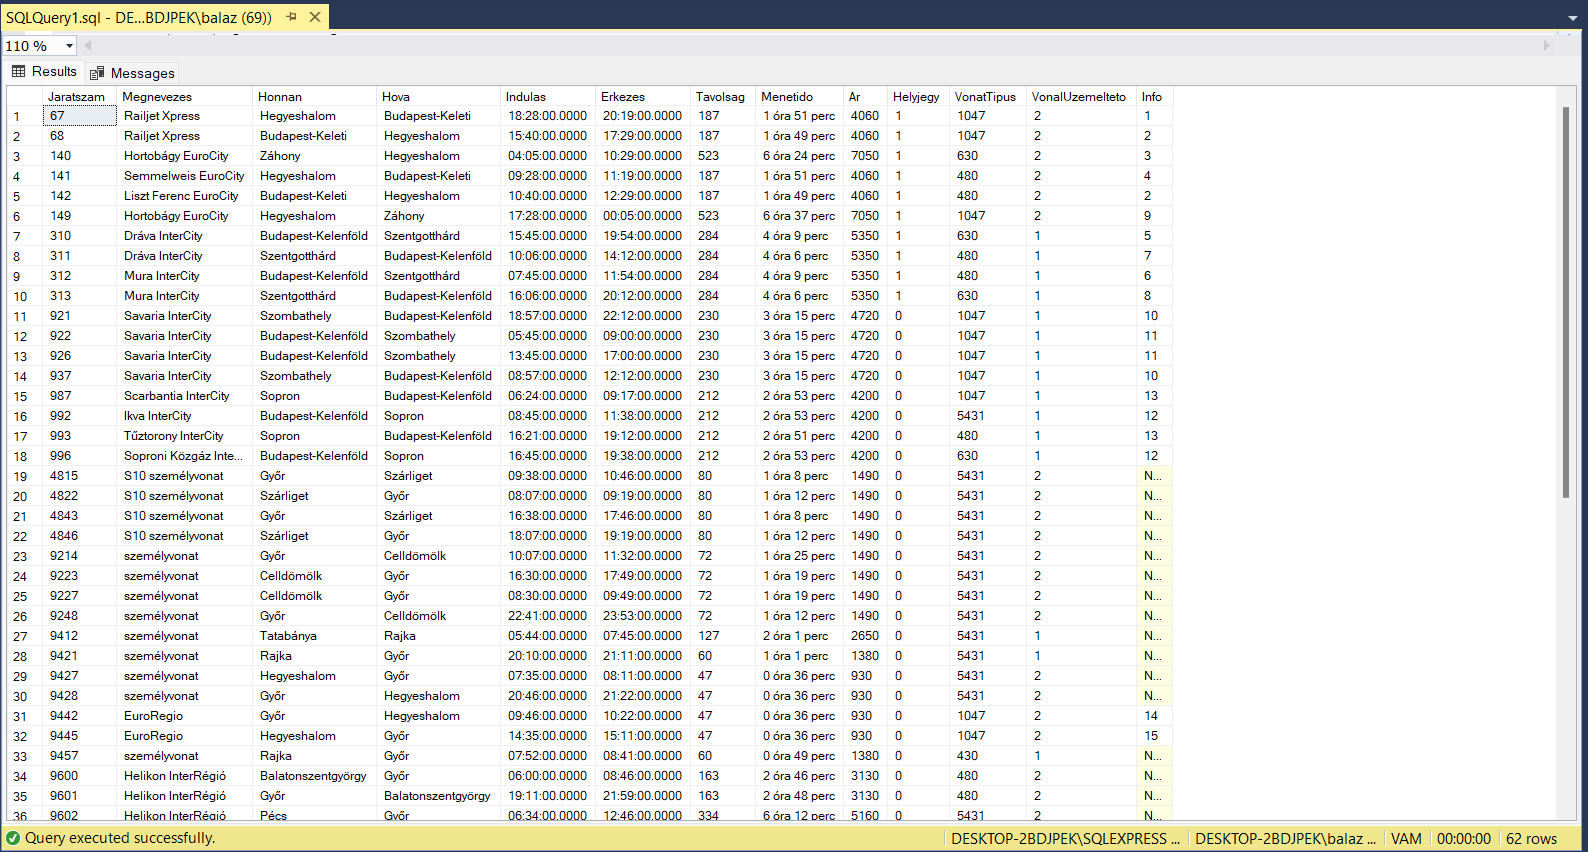 SQLQuery1.sql - DE...BDJPEK\balaz (69))
110 %
Results Messages
Jaratszam Megnevezes Honnan Hova Indulas Erkezes Tavolsag Menetido Ar Helyjegy VonatTipus VonalUzemelteto Info
1 67 Railjet Xpress Hegyeshalom Budapest-Keleti 18:28:00.0000 20:19:00.0000 187 1 óra 51 perc 4060 1 1047 2 1
2 68 Railjet Xpress Budapest-Keleti Hegyeshalom 15:40:00.0000 17:29:00.0000 187 1 óra 49 perc 4060 1 1047 2 2
3 140 Hortobágy EuroCity Záhony Hegyeshalom 04:05:00.0000 10:29:00.0000 523 6 óra 24 perc 7050 1 630 2 3
4 141 Semmelweis EuroCity Hegyeshalom Budapest-Keleti 09:28:00.0000 11:19:00.0000 187 1 óra 51 perc 4060 1 480 2 4
5 142 Liszt Ferenc EuroCity Budapest-Keleti Hegyeshalom 10:40:00.0000 12:29:00.0000 187 1 óra 49 perc 4060 1 480 2 2
6 149 Hortobágy EuroCity Hegyeshalom Záhony 17:28:00.0000 00:05:00.0000 523 6 óra 37 perc 7050 1 1047 2 9
7 310 Dráva InterCity Budapest-Kelenföld Szentgotthárd 15:45:00.0000 19:54:00.0000 284 4 óra 9 perc 5350 1 630 1 5
8 311 Dráva InterCity Szentgotthárd Budapest-Kelenföld 10:06:00.0000 14:12:00.0000 284 4 óra 6 perc 5350 1 480 1 7
9 312 Mura InterCity Budapest-Kelenföld Szentgotthárd 07:45:00.0000 11:54:00.0000 284 4 óra 9 perc 5350 1 480 1 6
10 313 Mura InterCity Szentgotthárd Budapest-Kelenföld 16:06:00.0000 20:12:00.0000 284 4 óra 6 perc 5350 1 630 1 8
11 921 Savaria InterCity Szombathely Budapest-Kelenföld 18:57:00.0000 22:12:00.0000 230 3 óra 15 perc 4720 0 1047 1 10
12 922 Savaria InterCity Budapest-Kelenföld Szombathely 05:45:00.0000 09:00:00.0000 230 3 óra 15 perc 4720 0 1047 1 11
13 926 Savaria InterCity Budapest-Kelenföld Szombathely 13:45:00.0000 17:00:00.0000 230 3 óra 15 perc 4720 0 1047 1 11
14 937 Savaria InterCity Szombathely Budapest-Kelenföld 08:57:00.0000 12:12:00.0000 230 3 óra 15 perc 4720 0 1047 1 10
15 987 Scarbantia InterCity Sopron Budapest-Kelenföld 06:24:00.0000 09:17:00.0000 212 2 óra 53 perc 4200 0 1047 1 13
16 992 Ikva InterCity Budapest-Kelenföld Sopron 08:45:00.0000 11:38:00.0000 212 2 óra 53 perc 4200 0 5431 1 12
17 993 Tűztorony InterCity Sopron Budapest-Kelenföld 16:21:00.0000 19:12:00.0000 212 2 óra 51 perc 4200 0 480 1 13
18 996 Soproni Közgáz Inte... Budapest-Kelenföld Sopron 16:45:00.0000 19:38:00.0000 212 2 óra 53 perc 4200 0 630 1 12
19 4815 S10 személyvonat Győr Szárliget 09:38:00.0000 10:46:00.0000 80 1 óra 8 perc 1490 0 5431 2 N...
20 4822 S10 személyvonat Szárliget Győr 08:07:00.0000 09:19:00.0000 80 1 óra 12 perc 1490 0 5431 2 N...
21 4843 S10 személyvonat Győr Szárliget 16:38:00.0000 17:46:00.0000 80 1 óra 8 perc 1490 0 5431 2 N...
22 4846 S10 személyvonat Szárliget Győr 18:07:00.0000 19:19:00.0000 80 1 óra 12 perc 1490 0 5431 2 N...
23 9214 személyvonat Győr Celldömölk 10:07:00.0000 11:32:00.0000 72 1 óra 25 perc 1490 0 5431 2 N...
24 9223 személyvonat Celldömölk Győr 16:30:00.0000 17:49:00.0000 72 1 óra 19 perc 1490 0 5431 2 N...
25 9227 személyvonat Celldömölk Győr 08:30:00.0000 09:49:00.0000 72 1 óra 19 perc 1490 0 5431 2 N...
26 9248 személyvonat Győr Celldömölk 22:41:00.0000 23:53:00.0000 72 1 óra 12 perc 1490 0 5431 2 N...
27 9412 személyvonat Tatabánya Rajka 05:44:00.0000 07:45:00.0000 127 2 óra 1 perc 2650 0 5431 1 N...
28 9421 személyvonat Rajka Győr 20:10:00.0000 21:11:00.0000 60 1 óra 1 perc 1380 0 5431 1 N...
29 9427 személyvonat Hegyeshalom Győr 07:35:00.0000 08:11:00.0000 47 0 óra 36 perc 930 0 5431 2 N...
30 9428 személyvonat Győr Hegyeshalom 20:46:00.0000 21:22:00.0000 47 0 óra 36 perc 930 0 5431 2 N...
31 9442 EuroRegio Győr Hegyeshalom 09:46:00.0000 10:22:00.0000 47 0 óra 36 perc 930 0 1047 2 14
32 9445 EuroRegio Hegyeshalom Győr 14:35:00.0000 15:11:00.0000 47 0 óra 36 perc 930 0 1047 2 15
33 9457 személyvonat Rajka Győr 07:52:00.0000 08:41:00.0000 60 0 óra 49 perc 1380 0 430 1 N...
34 9600 Helikon InterRégió Balatonszentgyörgy Győr 06:00:00.0000 08:46:00.0000 163 2 óra 46 perc 3130 0 480 2 N...
35 9601 Helikon InterRégió Győr Balatonszentgyörgy 19:11:00.0000 21:59:00.0000 163 2 óra 48 perc 3130 0 480 2 N...
36 9602 Helikon InterRégió Pécs Győr 06:34:00.0000 12:46:00.0000 334 6 óra 12 perc 5160 0 480 2 N...
Query executed successfully. DESKTOP-2BDJPEK\SQLEXPRESS ... DESKTOP-2BDJPEK\balaz ... VAM 00:00:00 62 rows